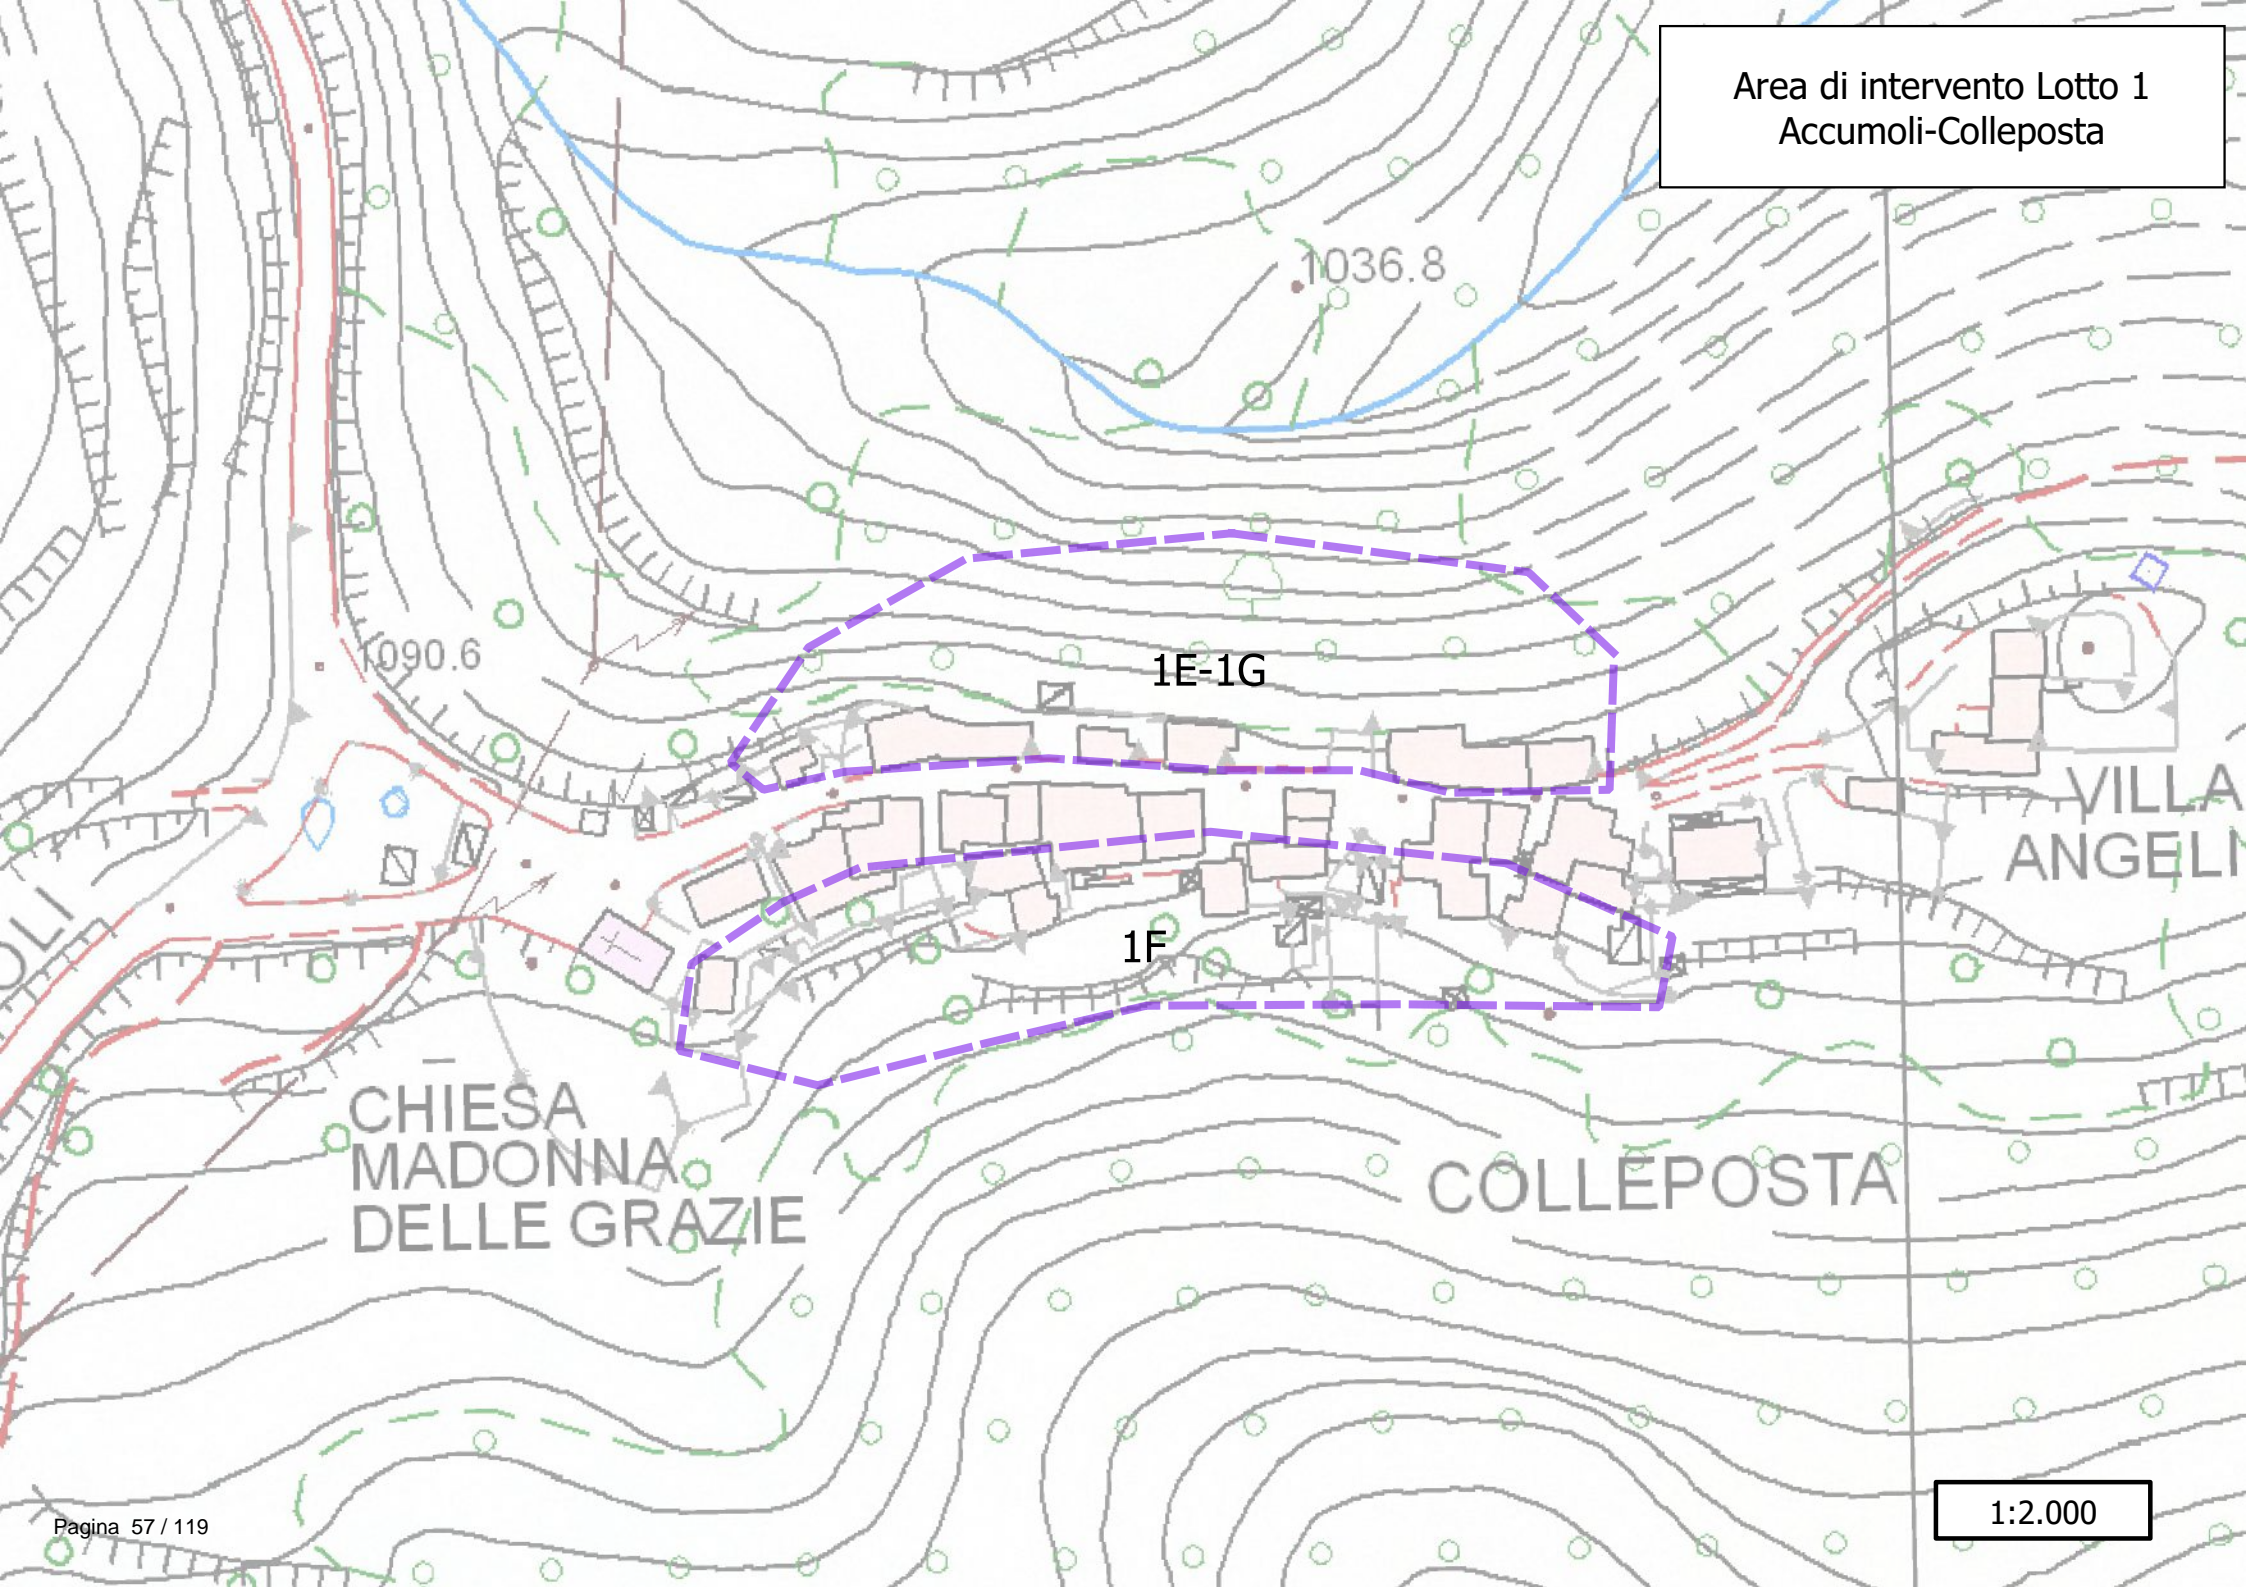 Area di intervento Lotto 1
Accumoli-Colleposta
1036.8
1090.6
1E-1G
VILLA
ANGELI
OLI
1F
CHIESA
MADONNA
DELLE GRAZIE
COLLEPOSTA
1:2.000
Pagina 57 / 119